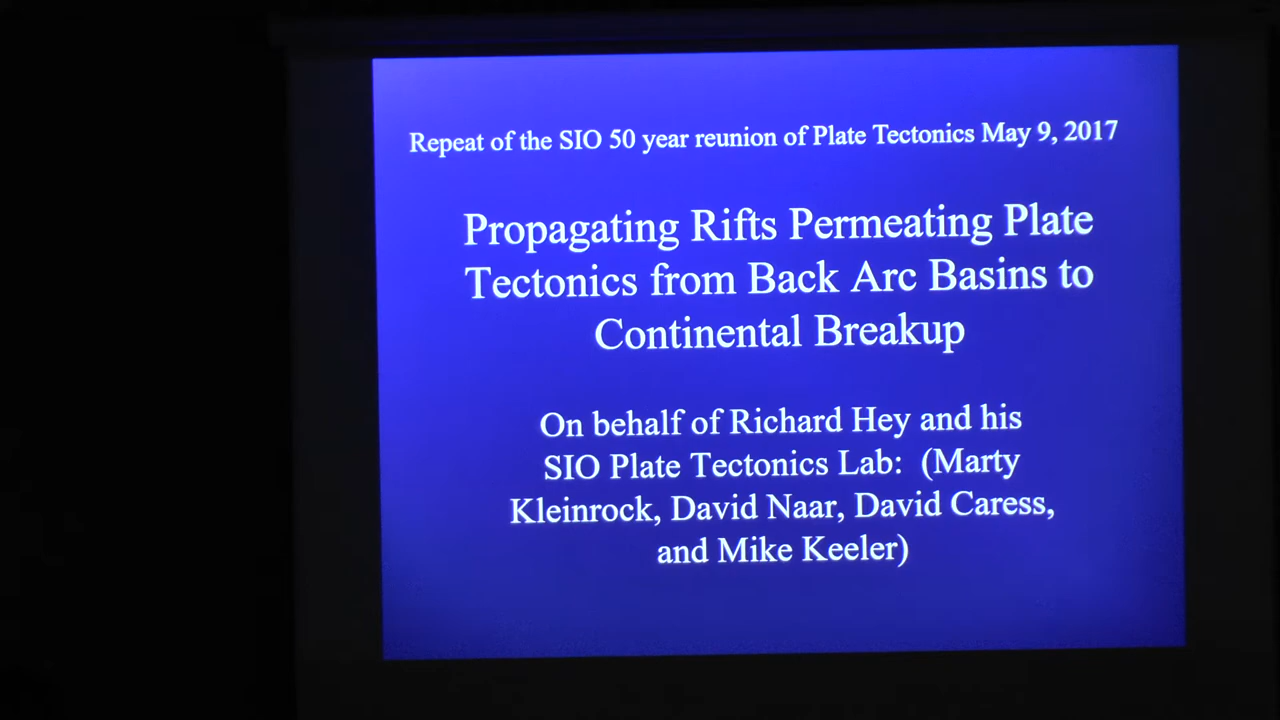 Repeat of the SIO 50 year reunion of Plate Tectonics May 9, 2017
Propagating Rifts Permeating Plate
Tectonics from Back Arc Basins to
Continental Breakup
On behalf of Richard Hey and his
SIO Plate Tectonics Lab:  (Marty
Kleinrock, David Naar, David Caress,
and Mike Keeler)